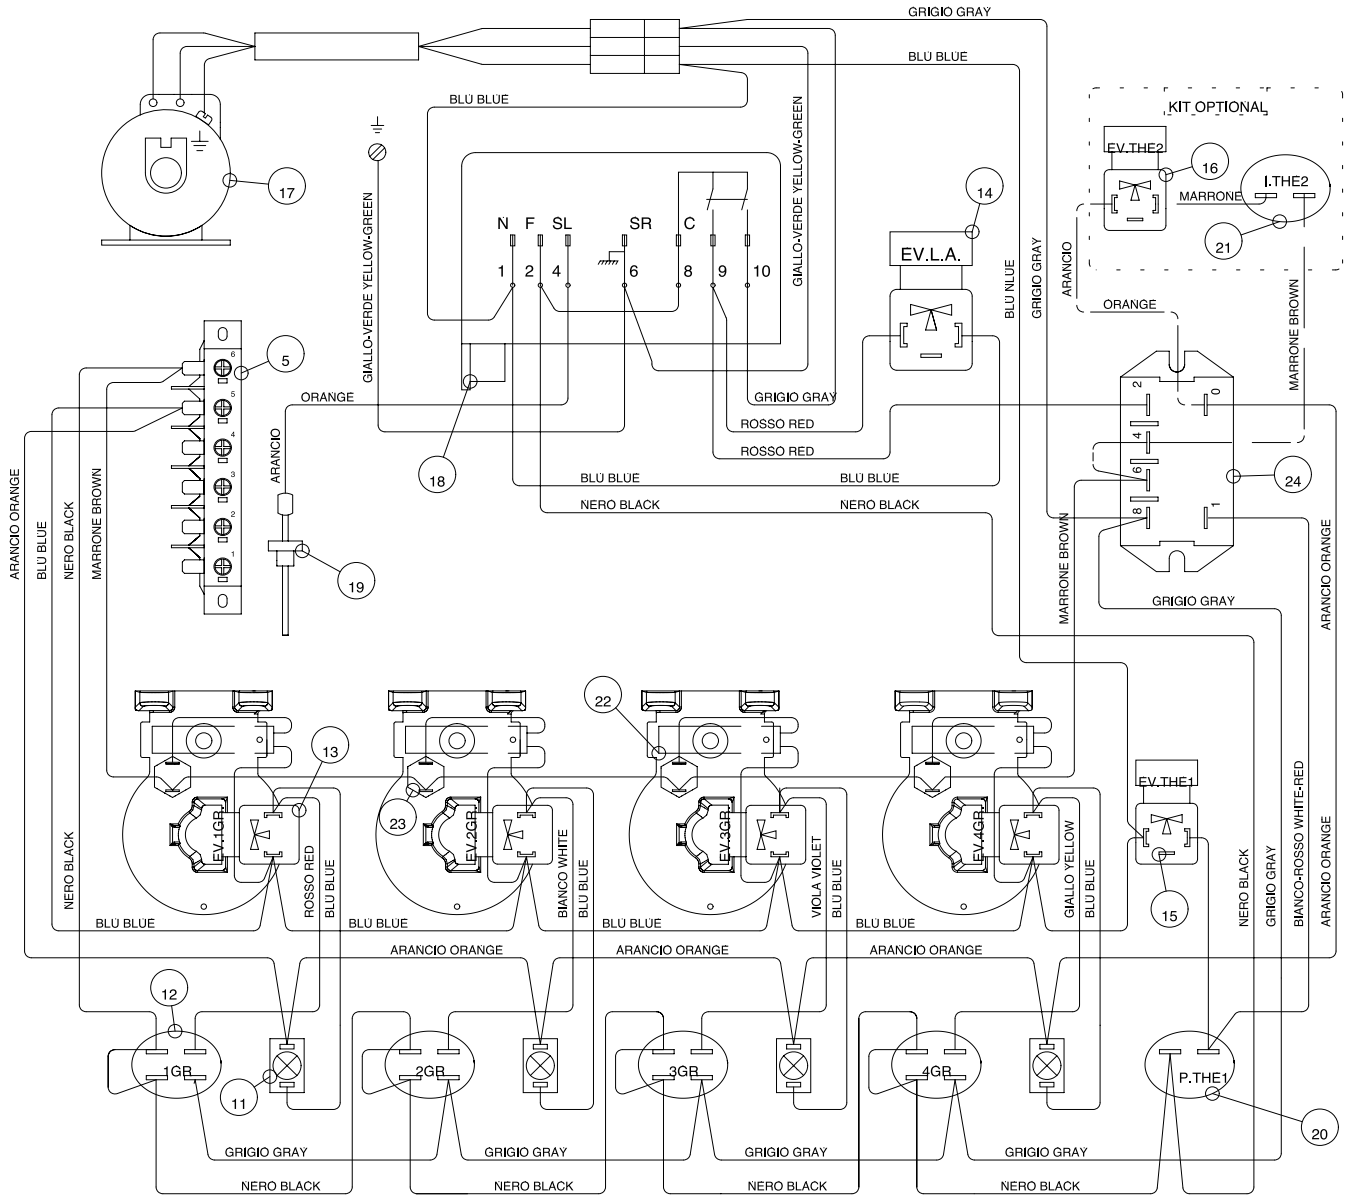 GRIGIO GRAY
BLU BLUE
BLU BLUE
KIT OPTIONAL
EV.THE2
16
I.THE2
MARRONE
21
17
14
GIALLO-VERDE YELLOW-GREEN
GIALLO-VERDE YELLOW-GREEN
N F SL SR C
1 2 4 6 8 9 10
EV.L.A.
BLU NLUE
GRIGIO GRAY
ARANCIO
ORANGE
MARRONE BROWN
5
6
5
4
3
2
1
0
0
ORANGE
ARANCIO
18
19
GRIGIO GRAY
ROSSO RED
ROSSO RED
BLU BLUE
BLU BLUE
NERO BLACK
NERO BLACK
2
0
4
6
8
1
24
ARANCIO ORANGE
BLU BLUE
NERO BLACK
MARRONE BROWN
MARRONE BROWN
GRIGIO GRAY
ARANCIO ORANGE
22
13
23
EV.1GR
EV.2GR
EV.3GR
EV.4GR
EV.THE1
15
NERO BLACK
ROSSO RED
BLU BLUE
BIANCO WHITE
BLU BLUE
VIOLA VIOLET
BLU BLUE
GIALLO YELLOW
BLU BLUE
NERO BLACK
GRIGIO GRAY
BIANCO-ROSSO WHITE-RED
ARANCIO ORANGE
BLU BLUE
BLU BLUE
BLU BLUE
BLU BLUE
ARANCIO ORANGE
ARANCIO ORANGE
ARANCIO ORANGE
12
1GR
11
2GR
3GR
4GR
P.THE1
20
GRIGIO GRAY
GRIGIO GRAY
GRIGIO GRAY
GRIGIO GRAY
NERO BLACK
NERO BLACK
NERO BLACK
NERO BLACK